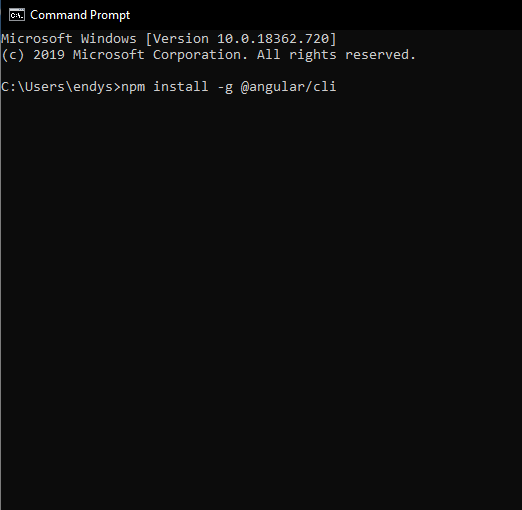 Command Prompt
Microsoft Windows [Version 10.0.18362.720]
(c) 2019 Microsoft Corporation. All rights reserved.
C:\Users\endys>npm install -g @angular/cli